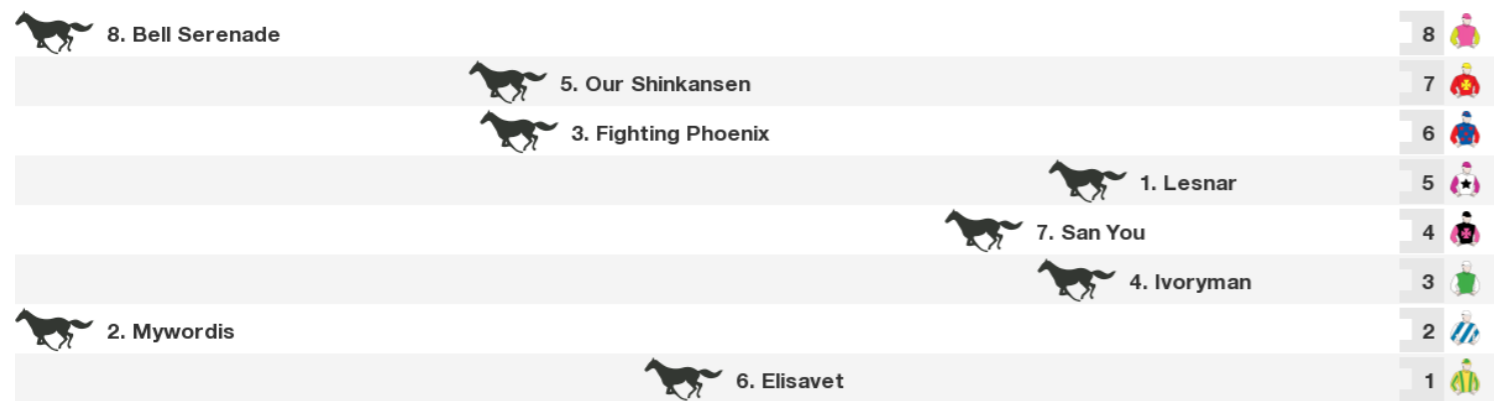 8. Bell Serenade 8
5. Our Shinkansen 7
3. Fighting Phoenix 6
1. Lesnar 5
7. San You 4
4. Ivoryman 3
2. Mywordis 2
6. Elisavet 1